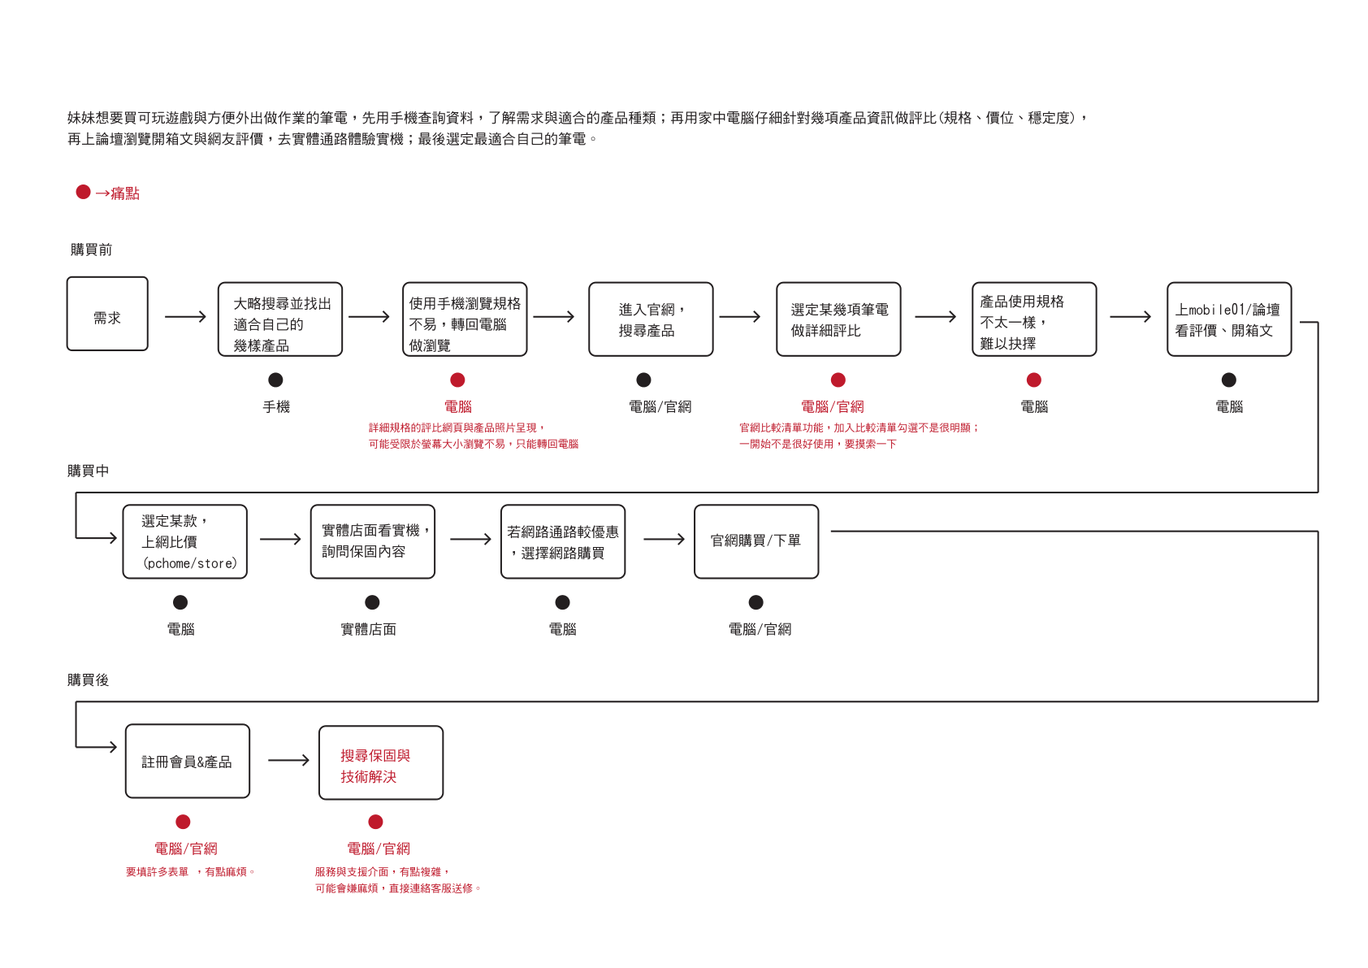 妹妹想要買可玩遊戲與方便外出做作業的筆電，先用手機查詢資料，了解需求與適合的產品種類；再用家中電腦仔細針對幾項產品資訊做評比(規格、價位、穩定度)，
再上論壇瀏覽開箱文與網友評價，去實體通路體驗實機；最後選定最適合自己的筆電。
→痛點
購買前
需求
大略搜尋並找出
適合自己的
幾樣產品
手機
使用手機瀏覽規格
不易，轉回電腦
做瀏覽
電腦
詳細規格的評比網頁與產品照片呈現，
可能受限於螢幕大小瀏覽不易，只能轉回電腦
進入官網，
搜尋產品
電腦/官網
選定某幾項筆電
做詳細評比
電腦/官網
官網比較清單功能，加入比較清單勾選不是很明顯；
一開始不是很好使用，要摸索一下
產品使用規格
不太一樣，
難以抉擇
電腦
上mobile01/論壇
看評價、開箱文
電腦
購買中
選定某款，
上網比價
(pchome/store)
電腦
實體店面看實機，
詢問保固內容
實體店面
若網路通路較優惠
，選擇網路購買
電腦
官網購買/下單
電腦/官網
購買後
註冊會員&產品
電腦/官網
要填許多表單 ，有點麻煩。
搜尋保固與
技術解決
電腦/官網
服務與支援介面，有點複雜，
可能會嫌麻煩，直接連絡客服送修。